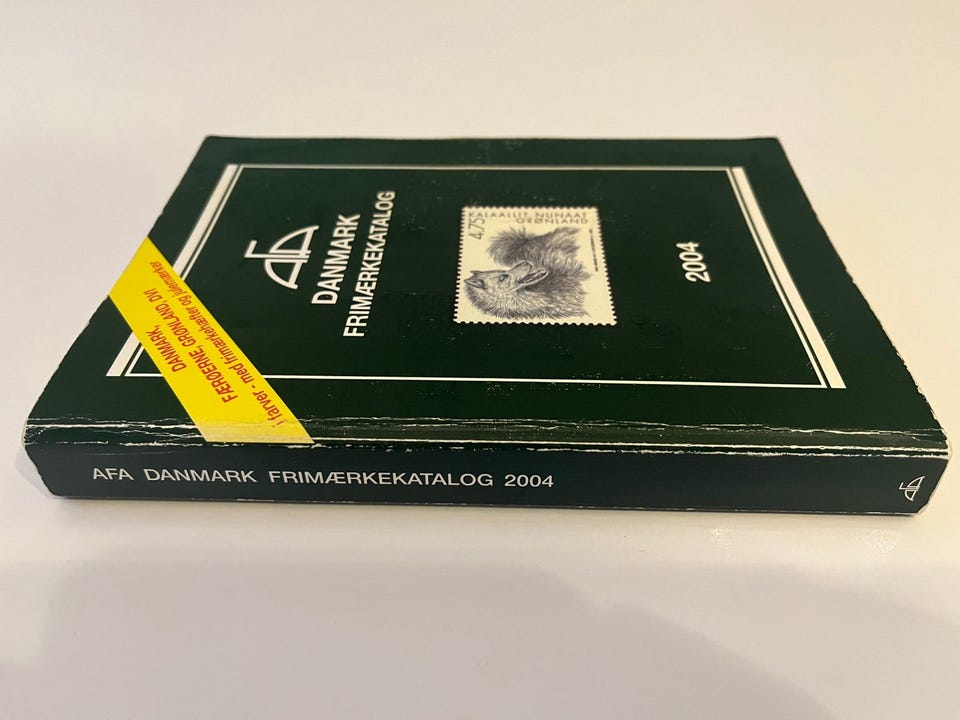 AFA
DANMARK
FRIMÆRKEKATALOG
KALAALLIT NUNAAT
GRØNLAND
4.75
2004
DANMARK,
FÆRØERNE, GRØNLAND, DVI
i farver - med frimærkehæfter og julemærker
AFA DANMARK FRIMÆRKEKATALOG 2004
AFA